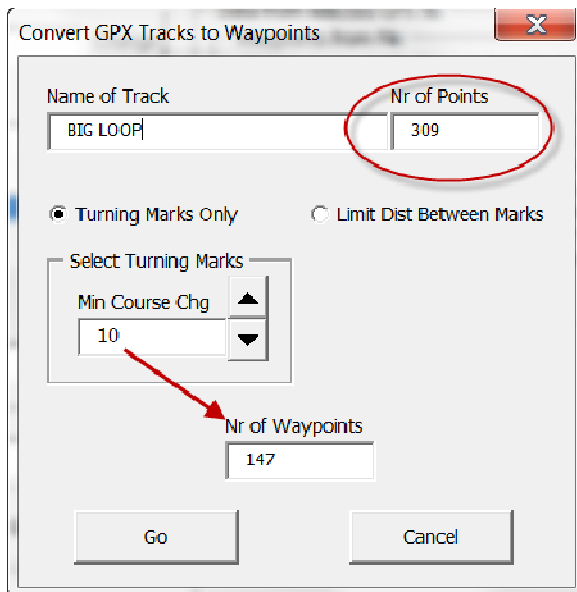 Convert GPX Tracks to Waypoints
Name of Track
Nr of Points
BIG LOOP
309
Turning Marks Only
Limit Dist Between Marks
Select Turning Marks
Min Course Chg
10
Nr of Waypoints
147
Go
Cancel